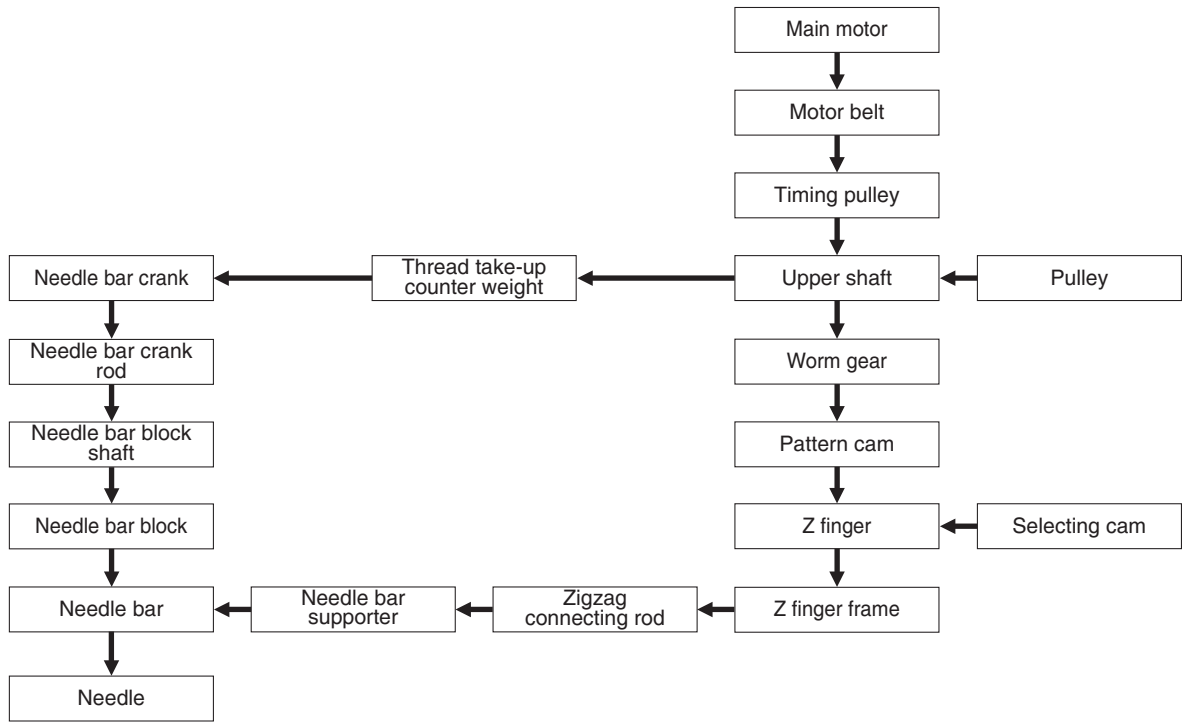 Main motor
Motor belt
Timing pulley
Needle bar crank
Thread take-up
counter weight
Upper shaft
Pulley
Needle bar crank
rod
Worm gear
Needle bar block
shaft
Pattern cam
Needle bar block
Z finger
Selecting cam
Needle bar
Needle bar
supporter
Zigzag
connecting rod
Z finger frame
Needle